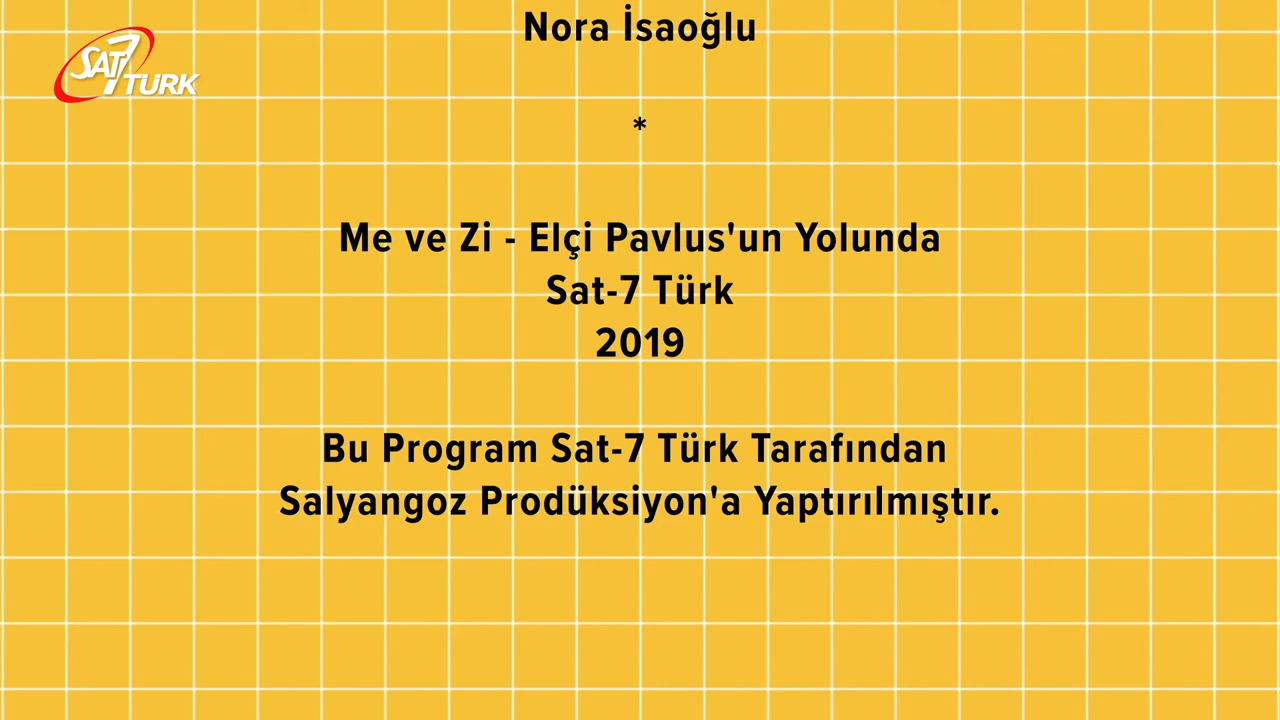 Nora İsaoğlu
SAT7
TÜRK
*
Me ve Zi - Elçi Pavlus'un Yolunda
Sat-7 Türk
2019
Bu Program Sat-7 Türk Tarafından
Salyangoz Prodüksiyon'a Yaptırılmıştır.